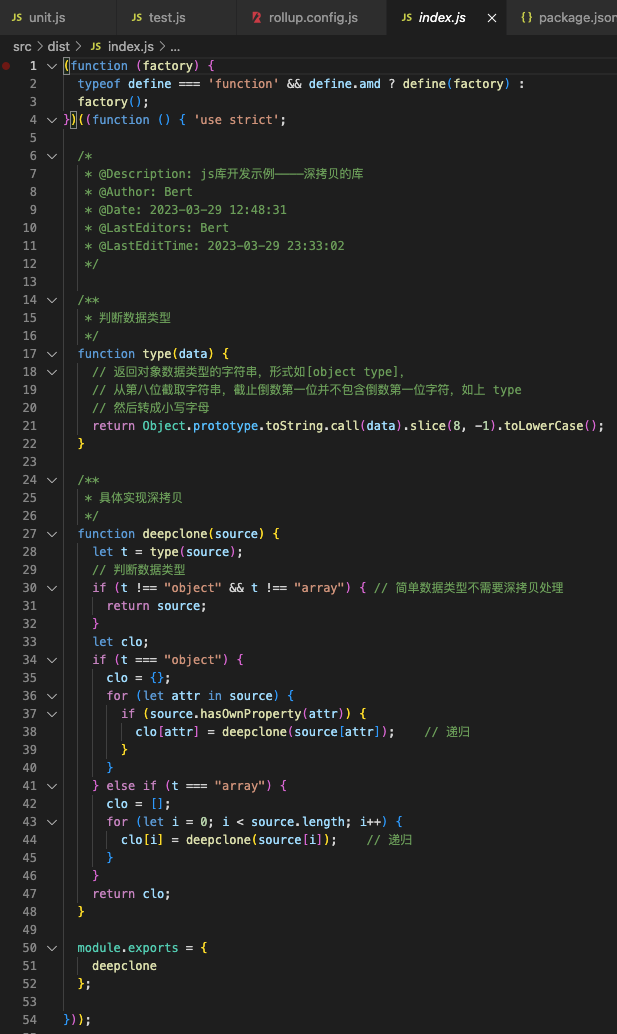 JS unit.js JS test.js rollup.config.js JS index.js × {} package.json
src > dist > JS index.js > ...
1 (function (factory) {
2 typeof define === 'function' && define.amd ? define(factory) :
3 factory();
4 })((function () { 'use strict';
5
6 /*
7 * @Description: js库开发示例————深拷贝的库
8 * @Author: Bert
9 * @Date: 2023-03-29 12:48:31
10 * @LastEditors: Bert
11 * @LastEditTime: 2023-03-29 23:33:02
12 */
13
14 /**
15 * 判断数据类型
16 */
17 function type(data) {
18 // 返回对象数据类型的字符串，形式如[object type]，
19 // 从第八位截取字符串，截止倒数第一位并不包含倒数第一位字符，如上 type
20 // 然后转成小写字母
21 return Object.prototype.toString.call(data).slice(8, -1).toLowerCase();
22 }
23
24 /**
25 * 具体实现深拷贝
26 */
27 function deepclone(source) {
28 let t = type(source);
29 // 判断数据类型
30 if (t !== "object" && t !== "array") { // 简单数据类型不需要深拷贝处理
31 return source;
32 }
33 let clo;
34 if (t === "object") {
35 clo = {};
36 for (let attr in source) {
37 if (source.hasOwnProperty(attr)) {
38 clo[attr] = deepclone(source[attr]); // 递归
39 }
40 }
41 } else if (t === "array") {
42 clo = [];
43 for (let i = 0; i < source.length; i++) {
44 clo[i] = deepclone(source[i]); // 递归
45 }
46 }
47 return clo;
48 }
49
50 module.exports = {
51 deepclone
52 };
53
54 }));